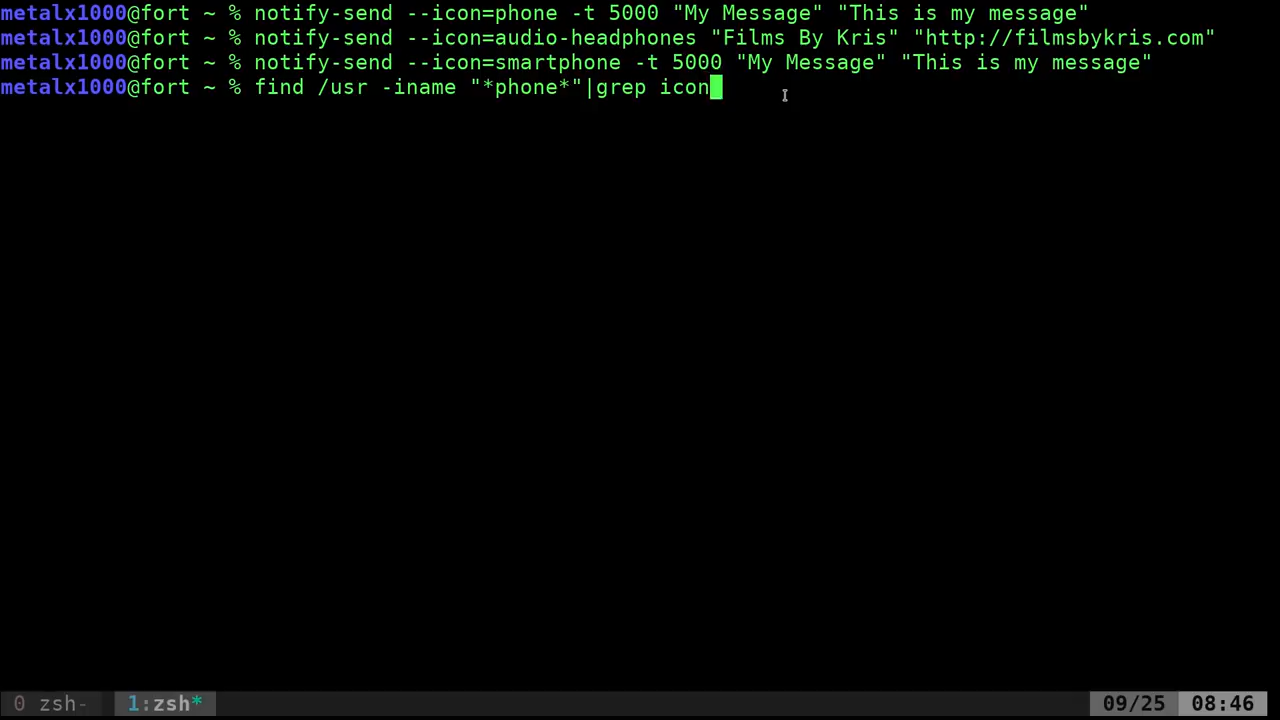 metalx1000@fort ~ % notify-send --icon=phone -t 5000 "My Message" "This is my message"
metalx1000@fort ~ % notify-send --icon=audio-headphones "Films By Kris" "http://filmsbykris.com"
metalx1000@fort ~ % notify-send --icon=smartphone -t 5000 "My Message" "This is my message"
metalx1000@fort ~ % find /usr -iname "*phone*"|grep icon
0 zsh- 1:zsh* 09/25 08:46